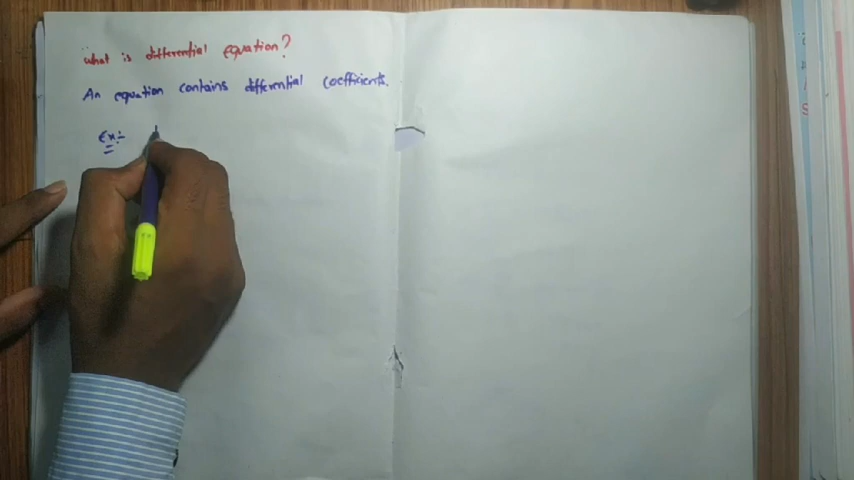 what is differential equation?
An equation contains differential coefficients.
Ex:-